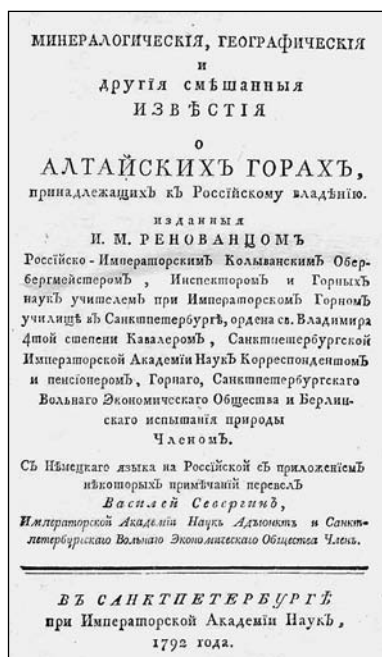 МИНЕРАЛОГИЧЕСКІЯ, ГЕОГРАФИЧЕСКІЯ
и
другія смѣшанныя
ИЗВѢСТІЯ
о
АЛТАЙСКИХЪ ГОРАХЪ,
принадлежащихъ къ Россійскому владѣнію.
изданныя
И. М. РЕНОВАНЦОМЪ
Россійско-Императорскимъ Колыванскимъ Обер-
бергмейстеромъ, Инспекторомъ и Горныхъ
наукъ учителемъ при Императорскомъ Горномъ
училищѣ въ Санктпетербургѣ, ордена св. Владимира
4той степени Кавалеромъ, Санктпетербургской
Императорской Академіи Наукъ Корреспондентомъ
и пенсіонеромъ, Горнаго, Санктпетербургскаго
Вольнаго Экономическаго Общества и Берлин-
скаго испытанія природы
Членомъ.
Съ Нѣмецкаго языка на Россійской съ приложеніемъ
нѣкоторыхъ примѣчаній перевелъ
Василей Севергинъ,
Императорской Академіи Наукъ Адъюнктъ и Санкт-
петербургскаго Вольнаго Экономическаго Общества Членъ.
ВЪ САНКТПЕТЕРБУРГѢ
при Императорской Академіи Наукъ,
1792 года.